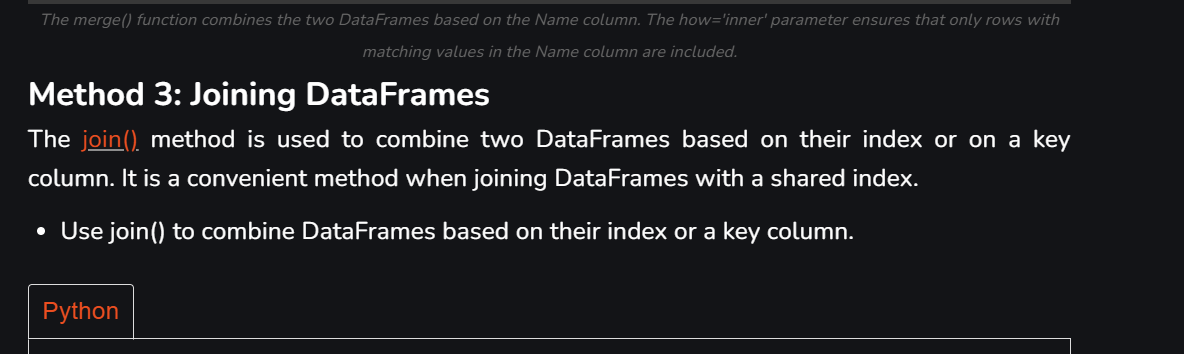 The merge() function combines the two DataFrames based on the Name column. The how='inner' parameter ensures that only rows with
matching values in the Name column are included.
Method 3: Joining DataFrames
The join() method is used to combine two DataFrames based on their index or on a key
column. It is a convenient method when joining DataFrames with a shared index.
• Use join() to combine DataFrames based on their index or a key column.
Python